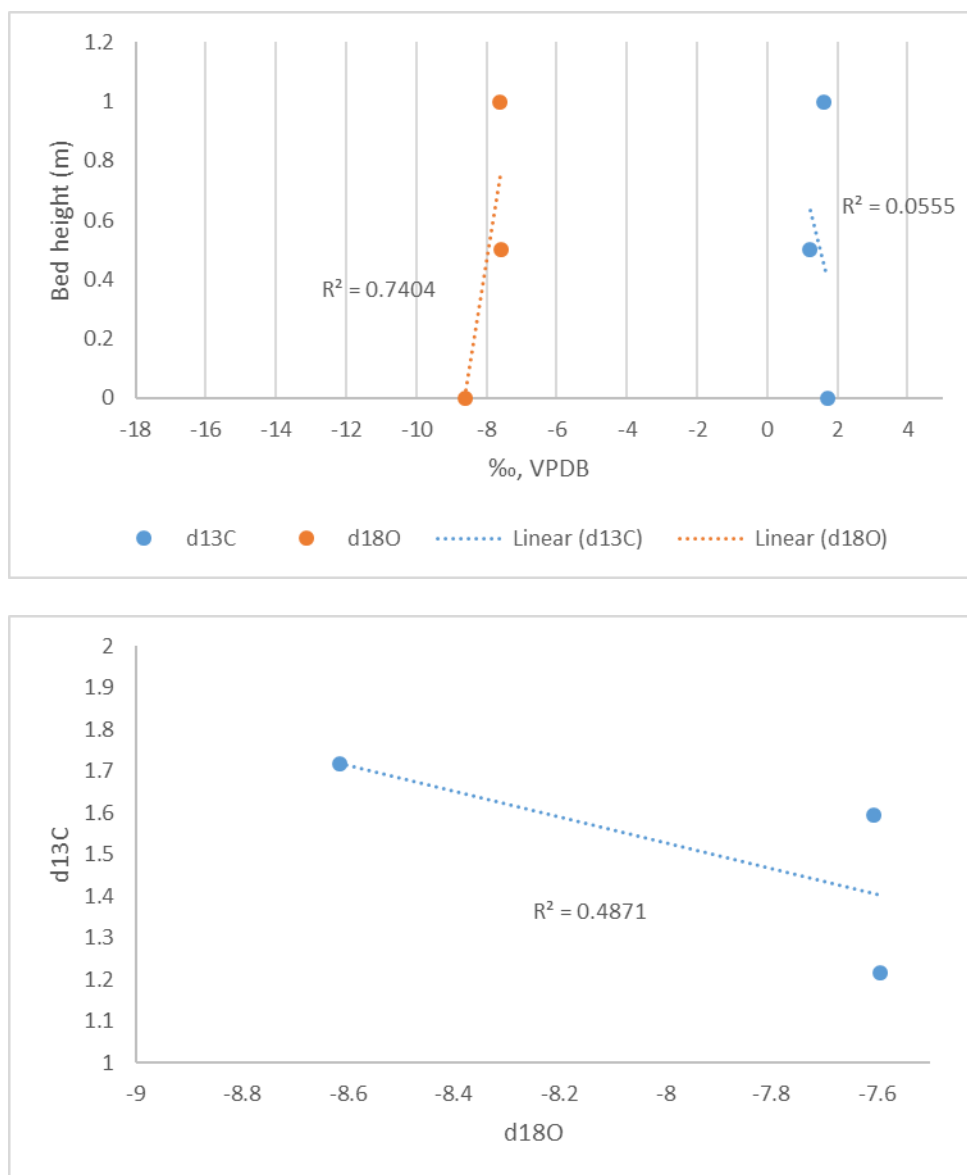 1.2
1
0.8
0.6
0.4
0.2
0
Bed height (m)
R² = 0.0555
R² = 0.7404
-18 -16 -14 -12 -10 -8 -6 -4 -2 0 2 4
‰, VPDB
d13C d18O Linear (d13C) Linear (d18O)
2
1.9
1.8
1.7
1.6
1.5
1.4
1.3
1.2
1.1
1
d13C
R² = 0.4871
-9 -8.8 -8.6 -8.4 -8.2 -8 -7.8 -7.6
d18O